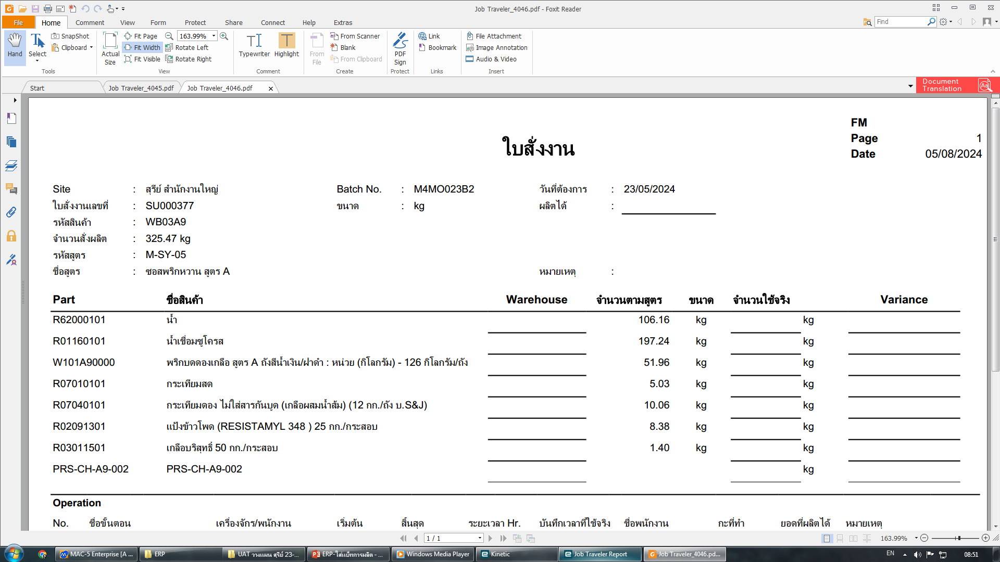 Job Traveler_4046.pdf - Foxit Reader
File Home Comment View Form Protect Share Connect Help Extras Find
Hand Select SnapShot Clipboard Actual Size Fit Page Fit Width Fit Visible 163.99% Rotate Left Rotate Right Typewriter Highlight From File From Scanner Blank From Clipboard PDF Sign Link Bookmark File Attachment Image Annotation Audio & Video
Tools View Comment Create Protect Links Insert
Start Job Traveler_4045.pdf Job Traveler_4046.pdf Document Translation
FM
ใบสั่งงาน Page 1
Date 05/08/2024
Site : สุรีย์ สำนักงานใหญ่ Batch No. : M4MO023B2 วันที่ต้องการ : 23/05/2024
ใบสั่งงานเลขที่ : SU000377 ขนาด : kg ผลิตได้ :
รหัสสินค้า : WB03A9
จำนวนสั่งผลิต : 325.47 kg
รหัสสูตร : M-SY-05
ชื่อสูตร : ซอสพริกหวาน สูตร A หมายเหตุ :
Part ชื่อสินค้า Warehouse จำนวนตามสูตร ขนาด จำนวนใช้จริง Variance
R62000101 น้ำ 106.16 kg kg
R01160101 น้ำเชื่อมซูโครส 197.24 kg kg
W101A90000 พริกบดดองเกลือ สูตร A ถังสีน้ำเงิน/ฝาดำ : หน่วย (กิโลกรัม) - 126 กิโลกรัม/ถัง 51.96 kg kg
R07010101 กระเทียมสด 5.03 kg kg
R07040101 กระเทียมดอง ไม่ใส่สารกันบูด (เกลือผสมน้ำส้ม) (12 กก./ถัง บ.S&J) 10.06 kg kg
R02091301 แป้งข้าวโพด (RESISTAMYL 348 ) 25 กก./กระสอบ 8.38 kg kg
R03011501 เกลือบริสุทธิ์ 50 กก./กระสอบ 1.40 kg kg
PRS-CH-A9-002 PRS-CH-A9-002 kg
Operation
No. ชื่อขั้นตอน เครื่องจักร/พนักงาน เริ่มต้น สิ้นสุด ระยะเวลา Hr. บันทึกเวลาที่ใช้จริง ชื่อพนักงาน กะที่ทำ ยอดที่ผลิตได้ หมายเหตุ
1 / 1 163.99%
MAC-5 Enterprise [A ... ERP UAT วางแผน สุรีย์ 23-... ERP-ใส่แบ็ทการผลิต - ... Windows Media Player Kinetic Job Traveler Report Job Traveler_4046.pd... EN 08:51